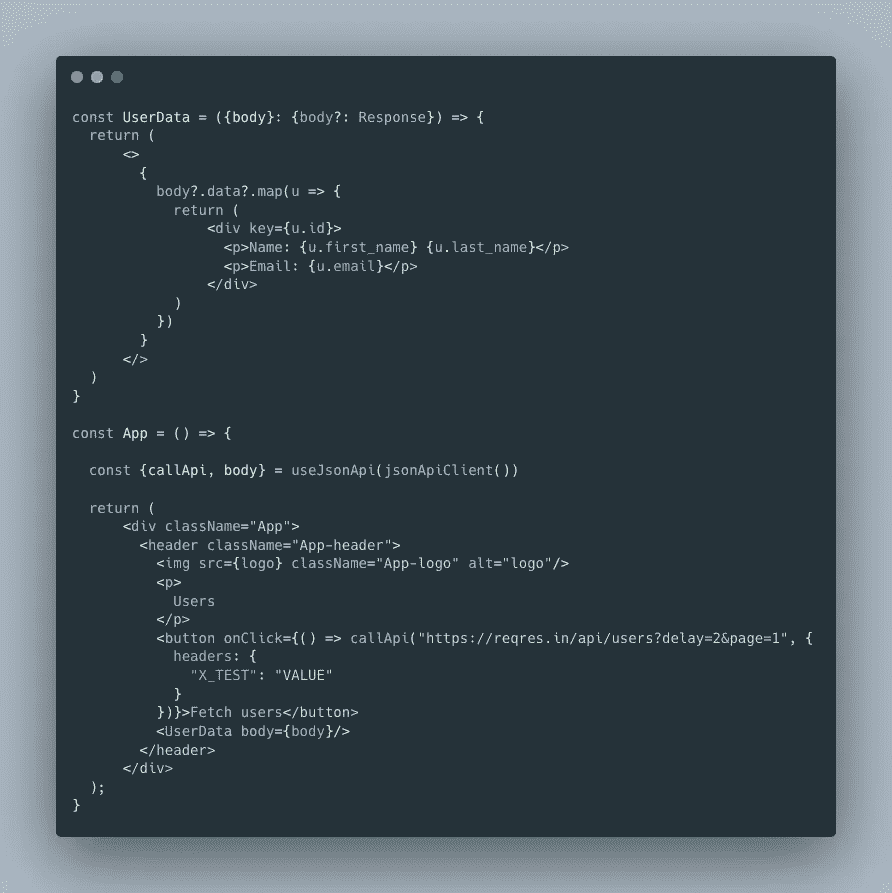 const UserData = ({body}: {body?: Response}) => {
  return (
      <>
        {
          body?.data?.map(u => {
            return (
                <div key={u.id}>
                  <p>Name: {u.first_name} {u.last_name}</p>
                  <p>Email: {u.email}</p>
                </div>
            )
          })
        }
      </>
  )
}

const App = () => {

  const {callApi, body} = useJsonApi(jsonApiClient())

  return (
      <div className="App">
        <header className="App-header">
          <img src={logo} className="App-logo" alt="logo"/>
          <p>
            Users
          </p>
          <button onClick={() => callApi("https://reqres.in/api/users?delay=2&page=1", {
            headers: {
              "X_TEST": "VALUE"
            }
          })}>Fetch users</button>
          <UserData body={body}/>
        </header>
      </div>
  );
}